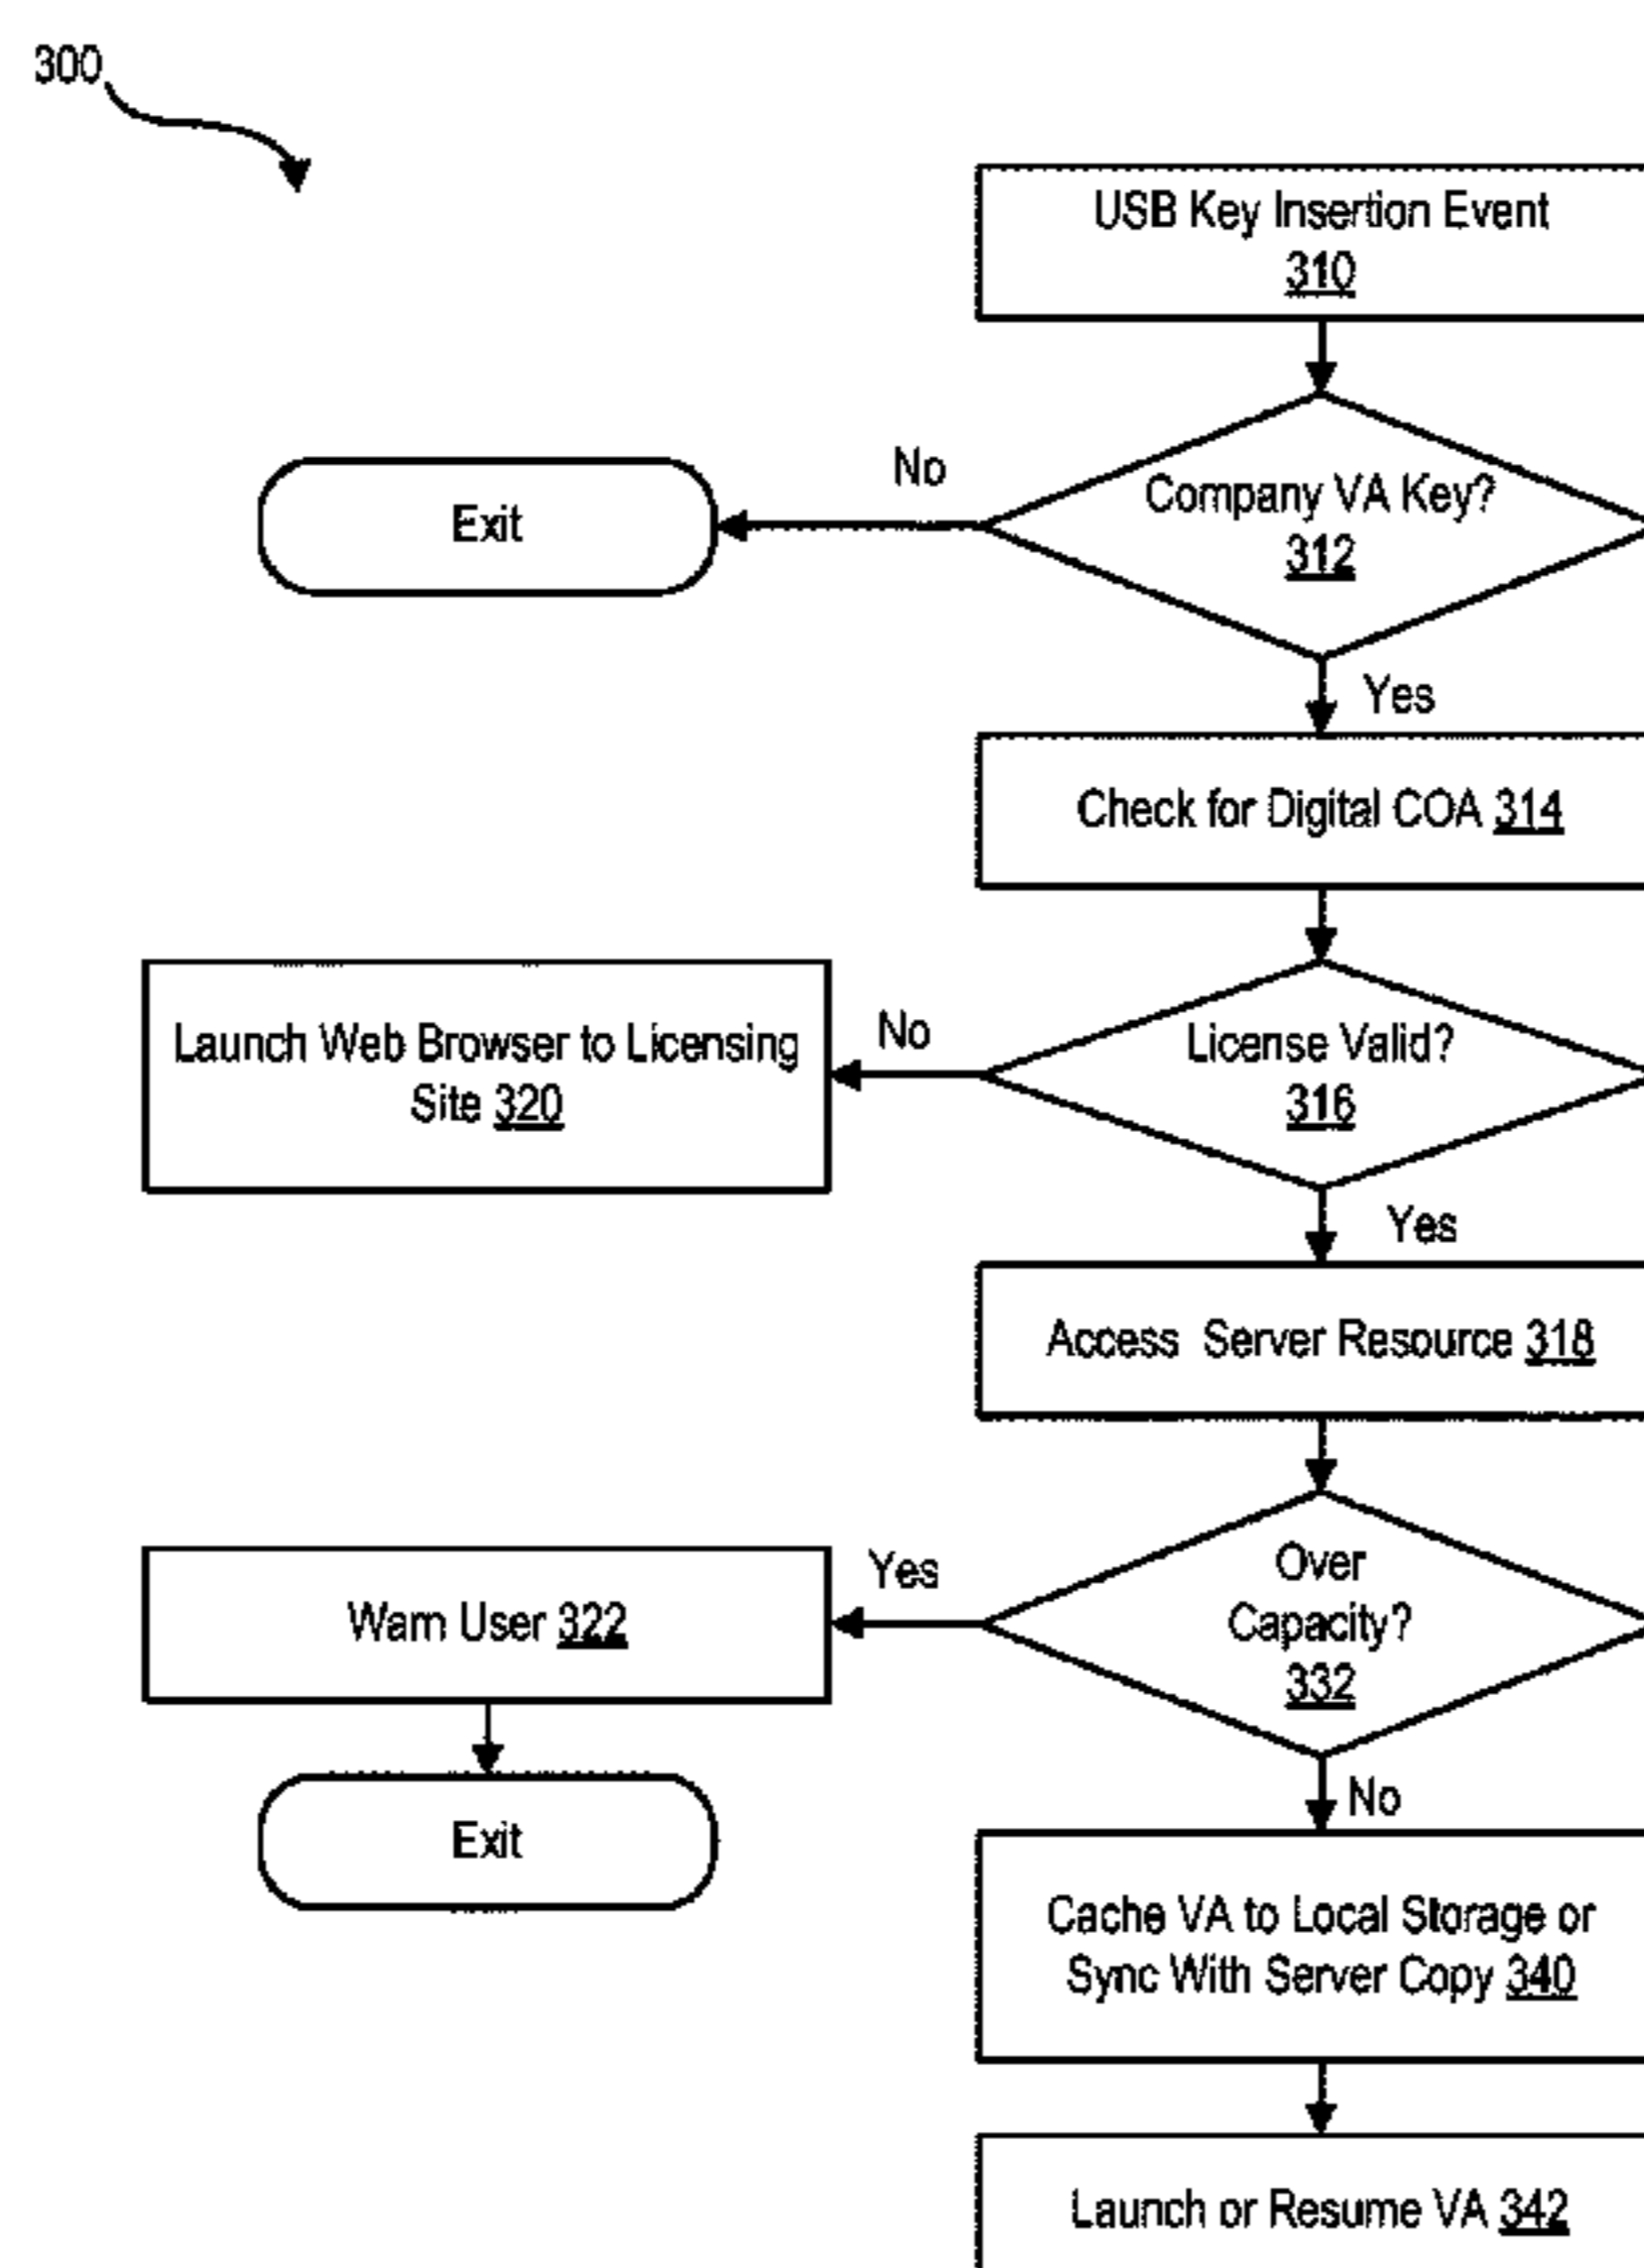 300
USB Key Insertion Event
310
No
Exit
Company VA Key?
312
Yes
Check for Digital COA 314
Launch Web Browser to Licensing
Site 320
No
License Valid?
316
Yes
Access Server Resource 318
Warn User 322
Yes
Over
Capacity?
332
Exit
No
Cache VA to Local Storage or
Sync With Server Copy 340
Launch or Resume VA 342